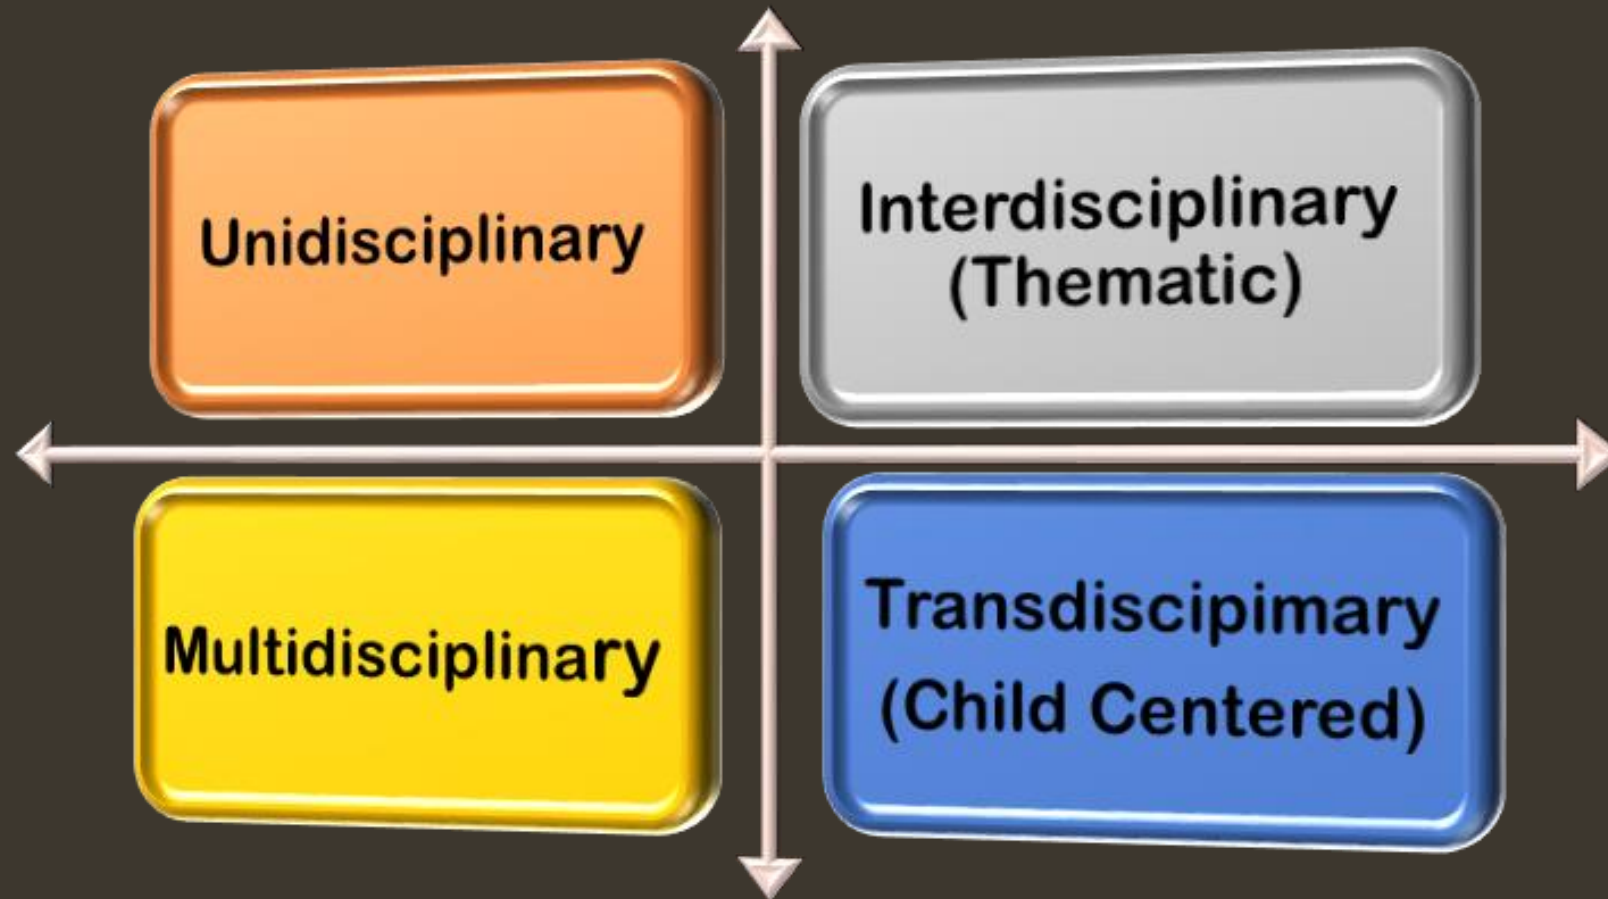 Unidisciplinary
Interdisciplinary
(Thematic)
Multidisciplinary
Transdiscipimary
(Child Centered)